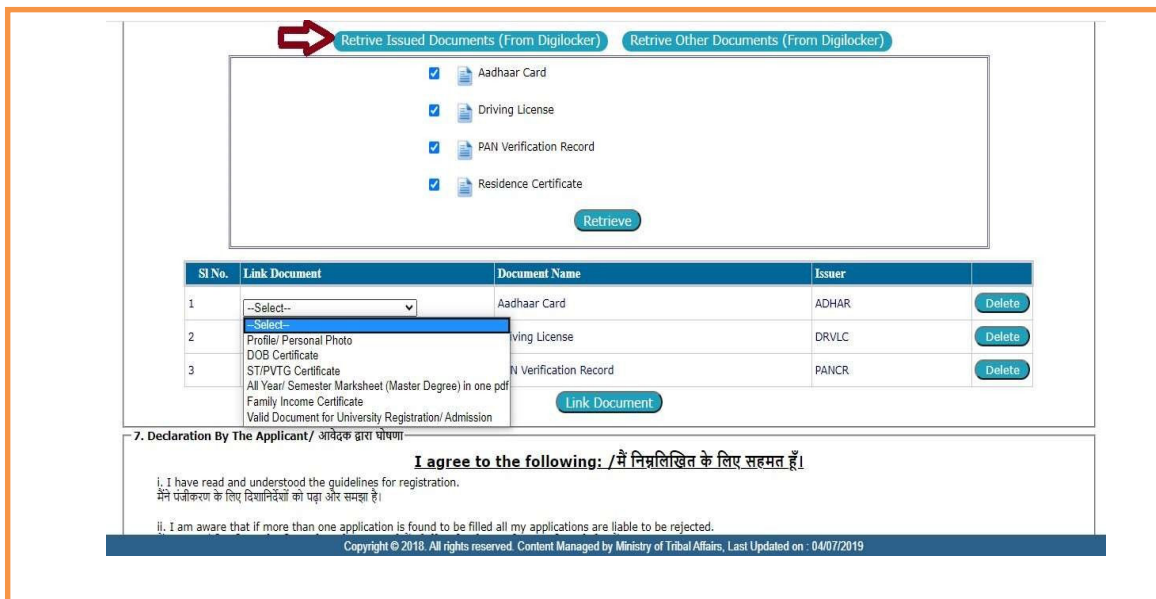 Retrive Issued Documents (From Digilocker) Retrive Other Documents (From Digilocker)
Aadhaar Card
Driving License
PAN Verification Record
Residence Certificate
Retrieve
Sl No. Link Document Document Name Issuer
1 --Select-- Aadhaar Card ADHAR Delete
--Select--
2 Profile/ Personal Photo iving License DRVLC Delete
DOB Certificate
3 ST/PVTG Certificate N Verification Record PANCR Delete
All Year/ Semester Marksheet (Master Degree) in one pdf
Family Income Certificate
Valid Document for University Registration/ Admission
Link Document
7. Declaration By The Applicant/ आवेदक द्वारा घोषणा
I agree to the following: /मैं निम्नलिखित के लिए सहमत हूँ।
i. I have read and understood the guidelines for registration.
मैंने पंजीकरण के लिए दिशानिर्देशों को पढ़ा और समझा है।
ii. I am aware that if more than one application is found to be filled all my applications are liable to be rejected.
Copyright © 2018. All rights reserved. Content Managed by Ministry of Tribal Affairs, Last Updated on : 04/07/2019